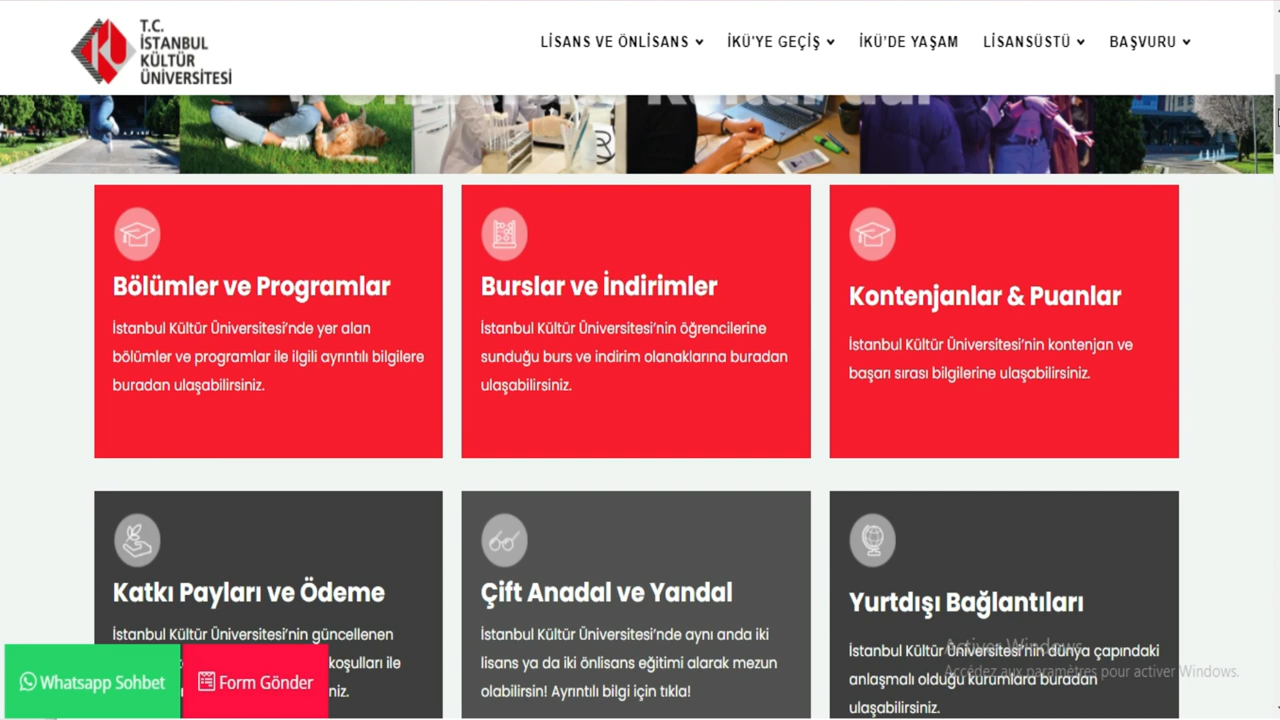 T.C.
İSTANBUL
KÜLTÜR
ÜNİVERSİTESİ
LİSANS VE ÖNLİSANS
İKÜ'YE GEÇİŞ
İKÜ'DE YAŞAM
LİSANSÜSTÜ
BAŞVURU
Bölümler ve Programlar
İstanbul Kültür Üniversitesi'nde yer alan
bölümler ve programlar ile ilgili ayrıntılı bilgilere
buradan ulaşabilirsiniz.
Burslar ve İndirimler
İstanbul Kültür Üniversitesi'nin öğrencilerine
sunduğu burs ve indirim olanaklarına buradan
ulaşabilirsiniz.
Kontenjanlar & Puanlar
İstanbul Kültür Üniversitesi'nin kontenjan ve
başarı sırası bilgilerine ulaşabilirsiniz.
Katkı Payları ve Ödeme
İstanbul Kültür Üniversitesi'nin güncellenen
koşulları ile
Çift Anadal ve Yandal
İstanbul Kültür Üniversitesi'nde aynı anda iki
lisans ya da iki önlisans eğitimi alarak mezun
olabilirsin! Ayrıntılı bilgi için tıkla!
Yurtdışı Bağlantıları
İstanbul Kültür Üniversitesi'nin dünya çapındaki
anlaşmalı olduğu kurumlara buradan
ulaşabilirsiniz.
Whatsapp Sohbet
Form Gönder
Activer Windows
Accédez aux paramètres pour activer Windows.